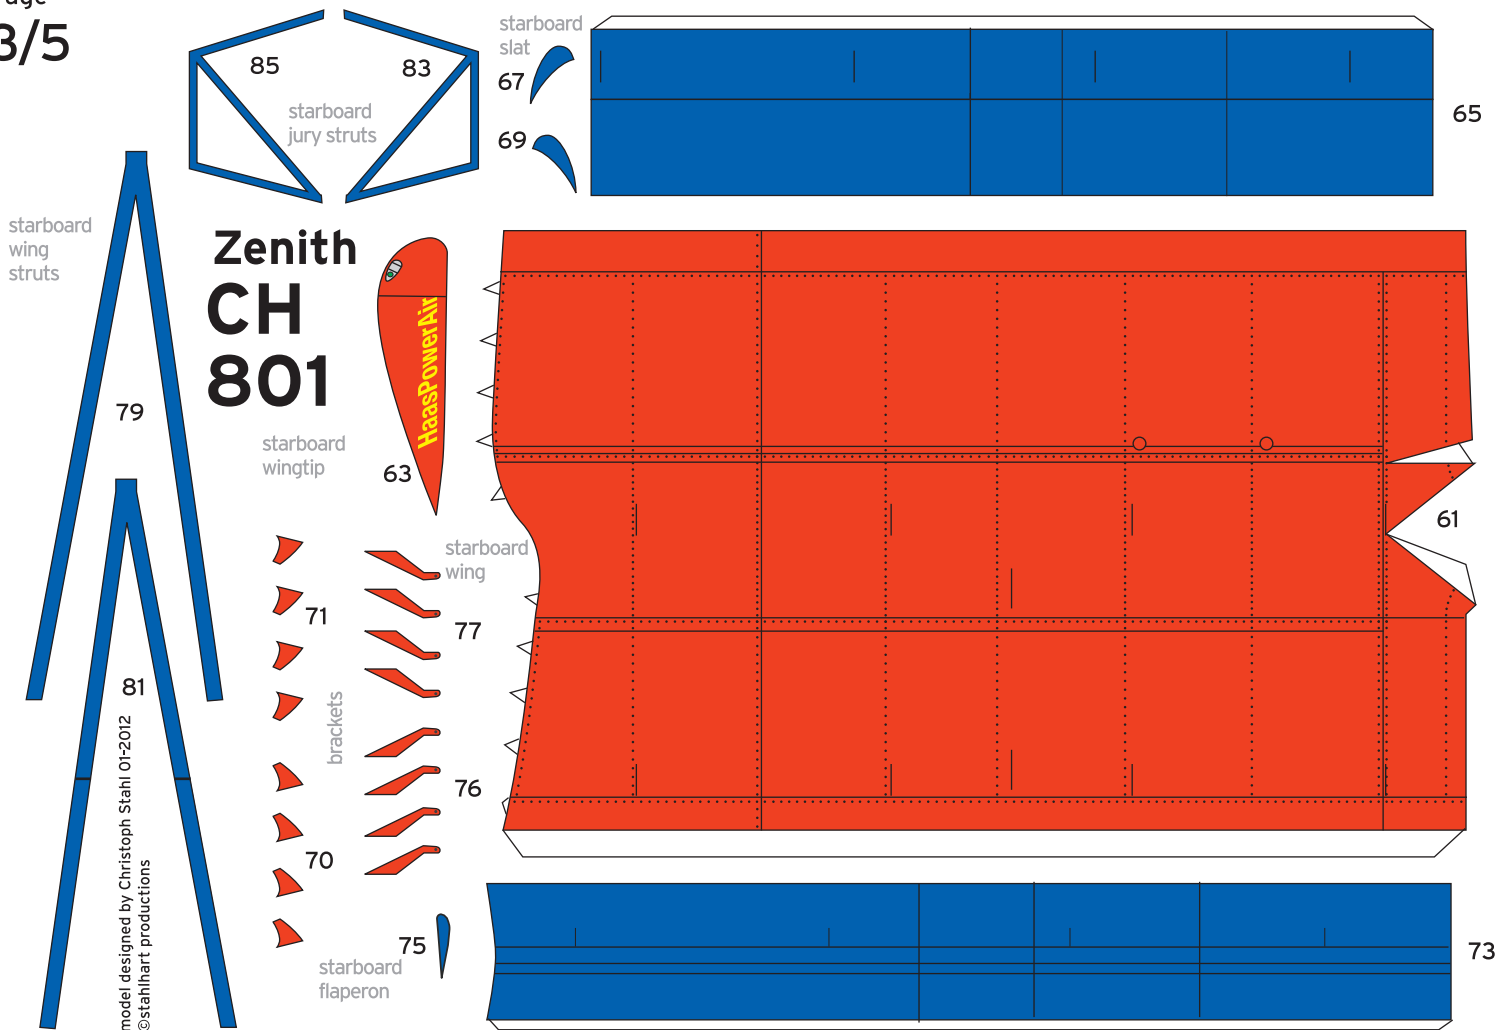 3/5
85
83
starboard
jury struts
starboard
slat
67
69
65
starboard
wing
struts
Zenith
CH
801
HaasPowerAir
79
starboard
wingtip
63
61
starboard
wing
71
77
81
brackets
76
70
model designed by Christoph Stahl 01-2012
©stahlhart productions
75
starboard
flaperon
73